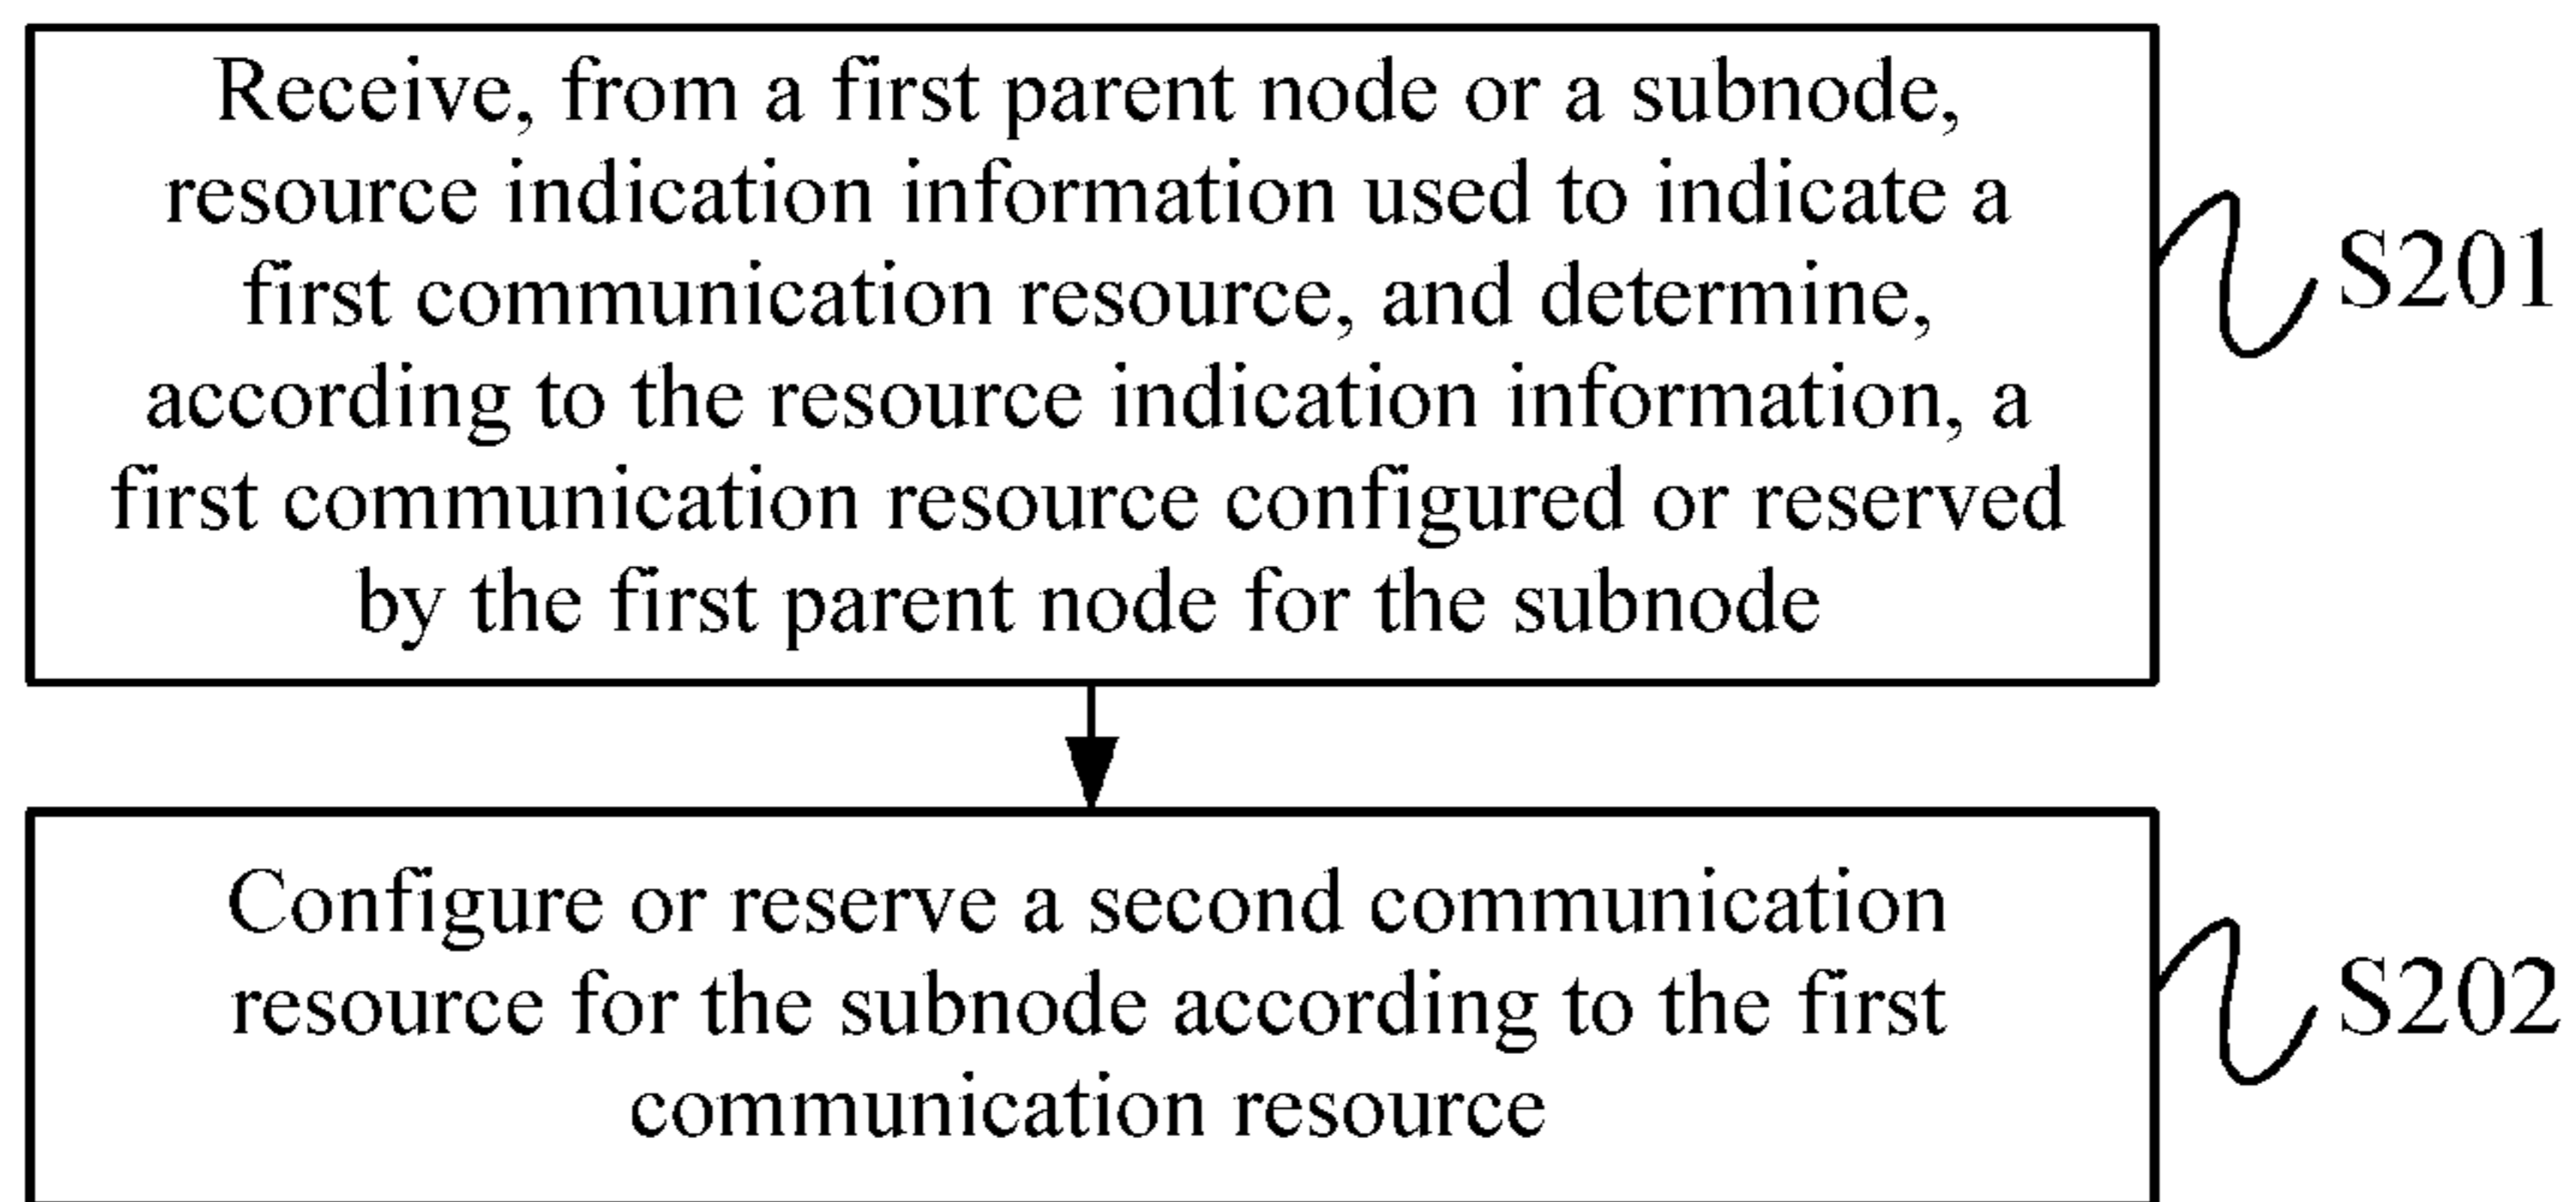 Receive, from a first parent node or a subnode,
resource indication information used to indicate a
first communication resource, and determine,
according to the resource indication information, a
first communication resource configured or reserved
by the first parent node for the subnode
S201
Configure or reserve a second communication
resource for the subnode according to the first
communication resource
S202